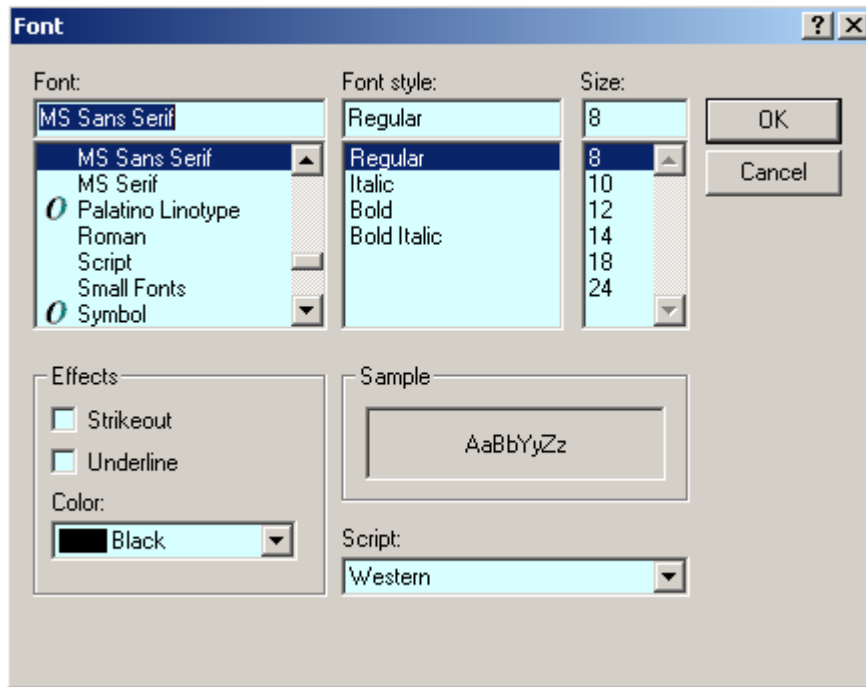 Font
Font:
MS Sans Serif
MS Sans Serif
MS Serif
Palatino Linotype
Roman
Script
Small Fonts
Symbol
Font style:
Regular
Regular
Italic
Bold
Bold Italic
Size:
8
8
10
12
14
18
24
OK
Cancel
Effects
Strikeout
Underline
Color:
Black
Sample
AaBbYyZz
Script:
Western